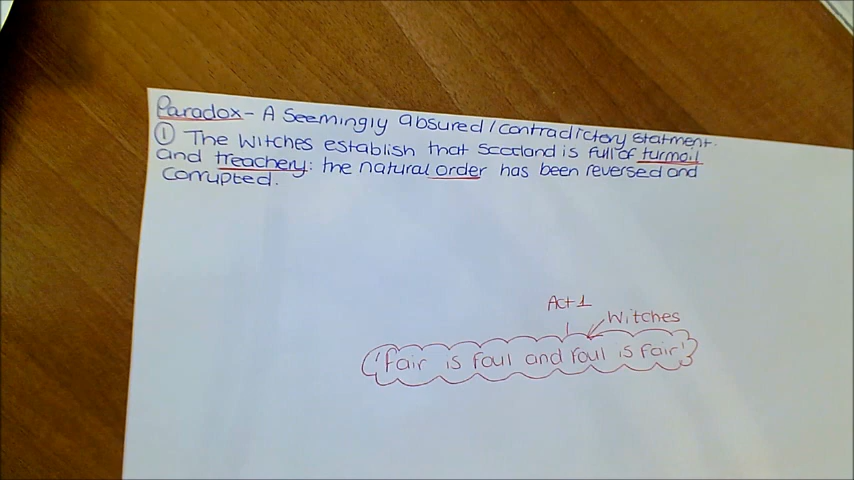 Paradox - A seemingly absured / contradictory statment.
① The witches establish that Scotland is full of turmoil
and treachery: the natural order has been reversed and
corrupted.
Act 1
Witches
'fair is foul and foul is fair'